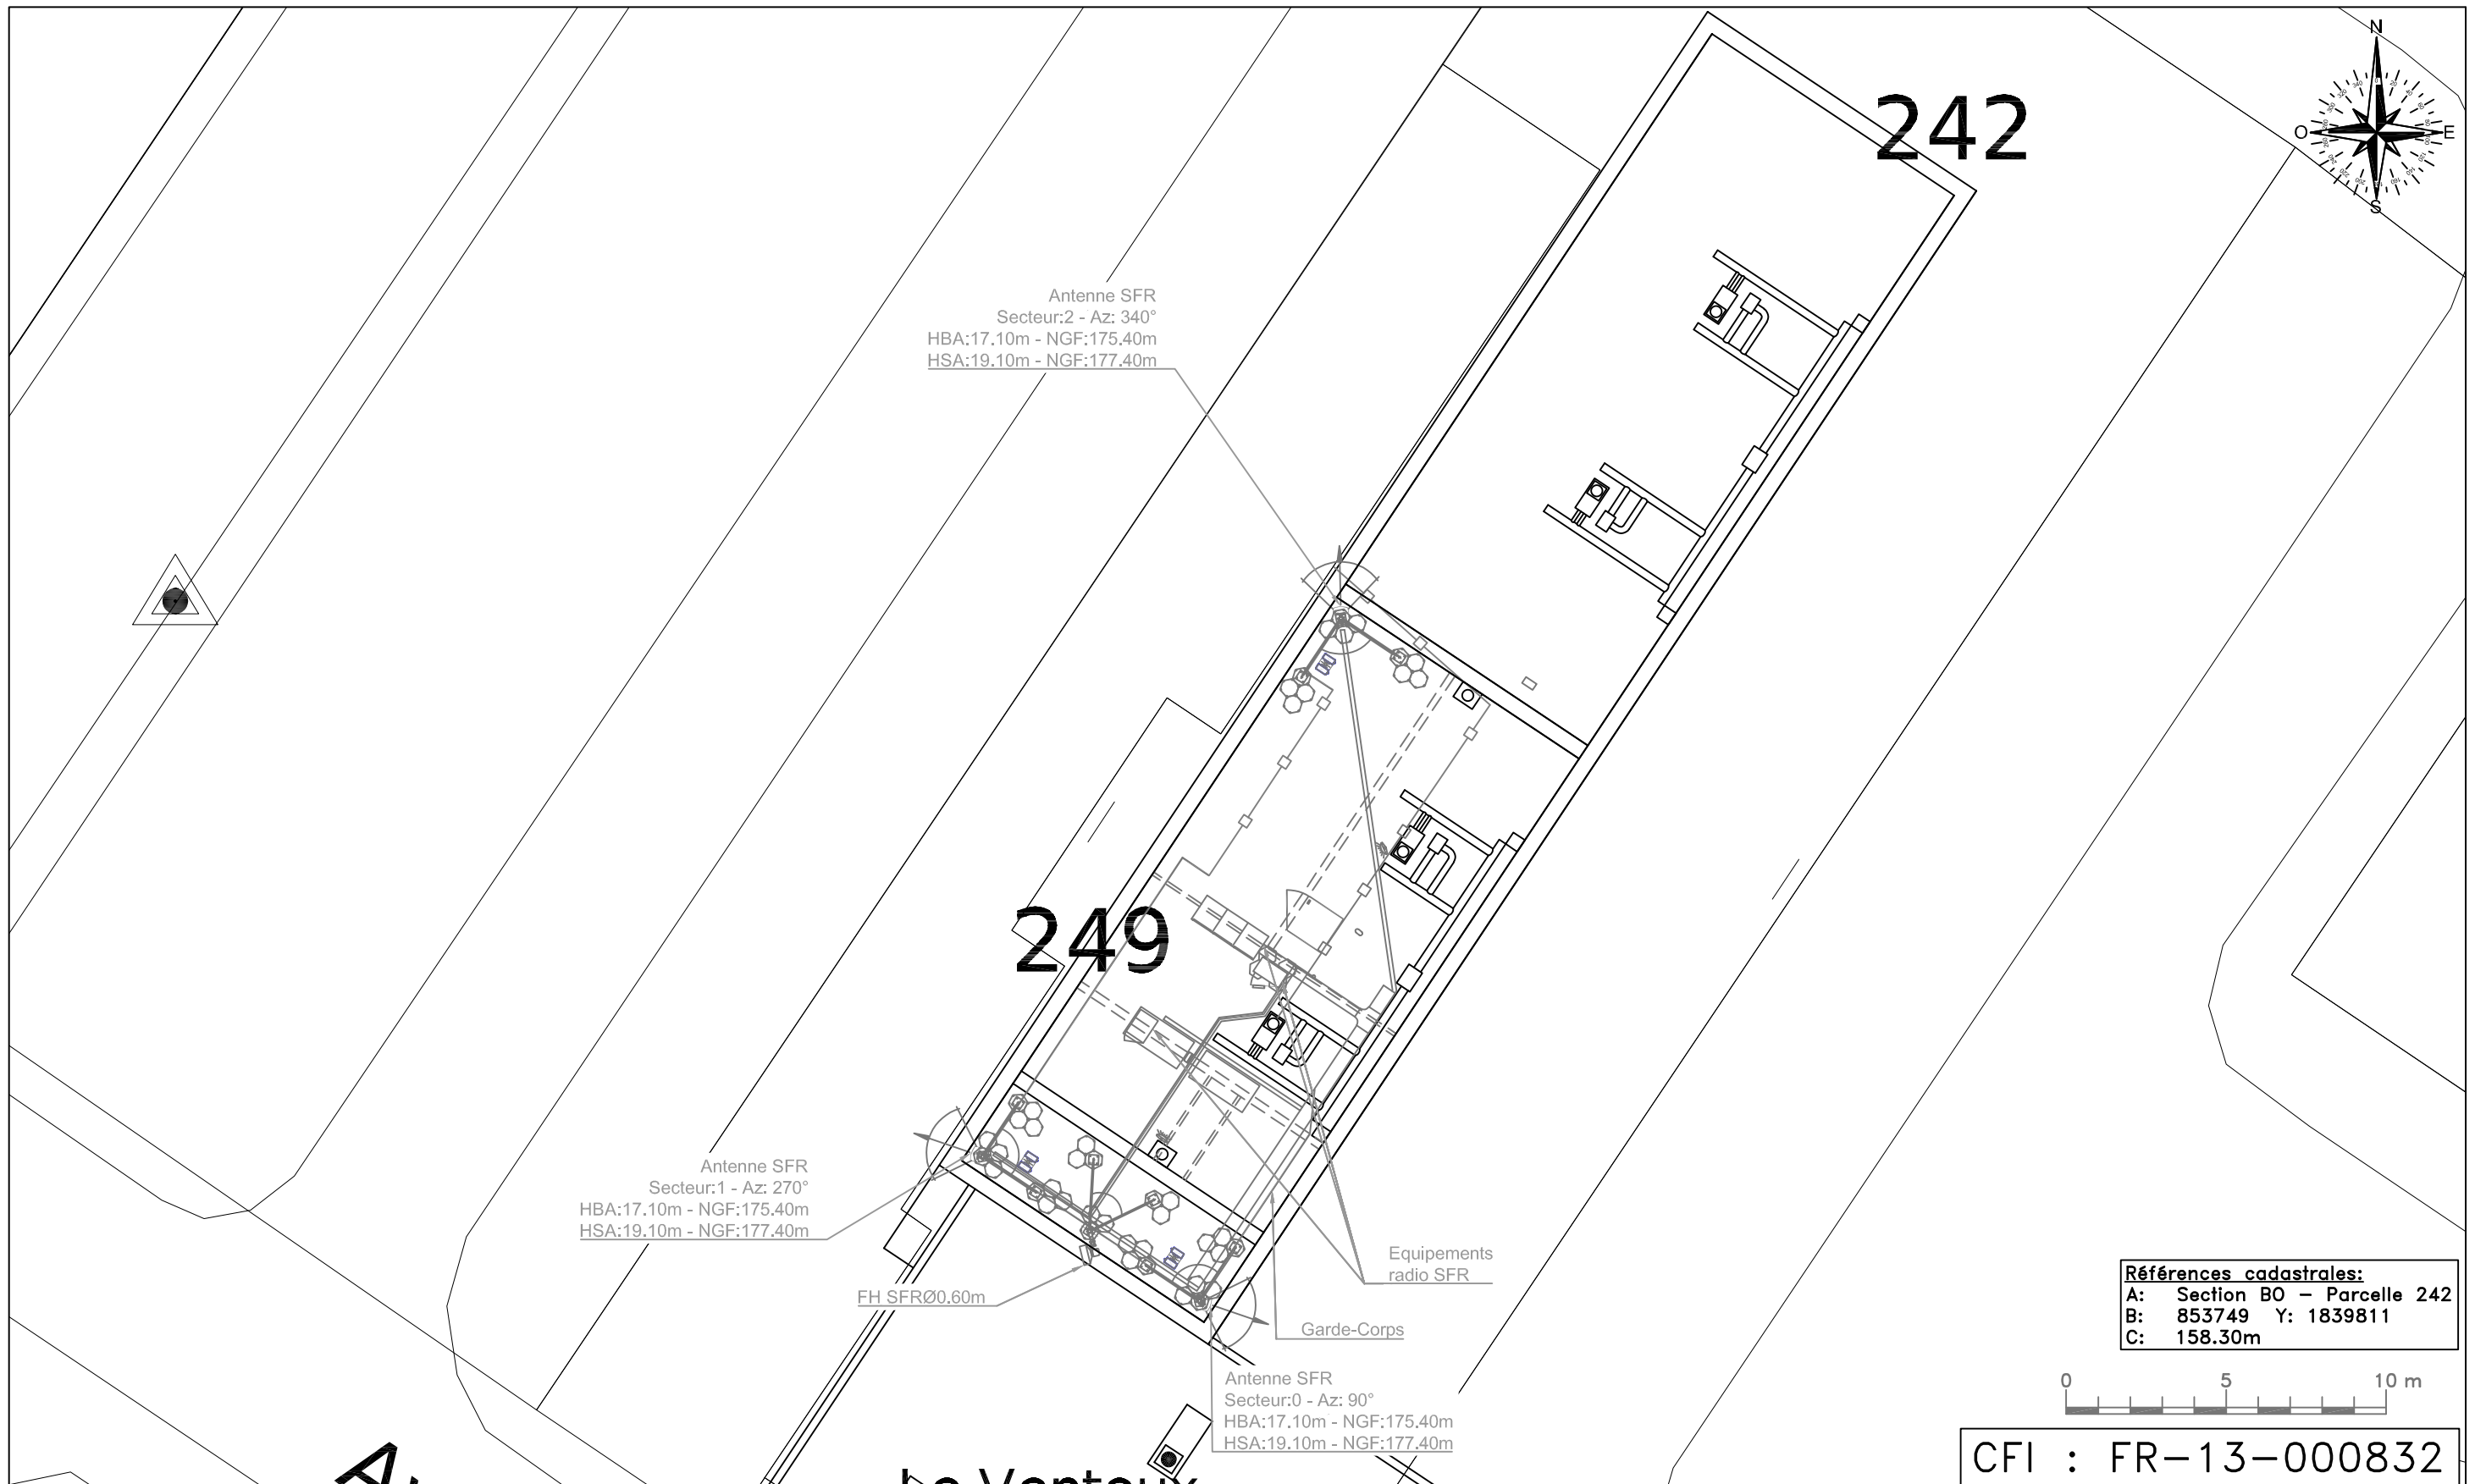 242
N
O
E
S
Antenne SFR
Secteur:2 - Az: 340°
HBA:17.10m - NGF:175.40m
HSA:19.10m - NGF:177.40m
249
Antenne SFR
Secteur:1 - Az: 270°
HBA:17.10m - NGF:175.40m
HSA:19.10m - NGF:177.40m
FH SFRØ0.60m
Equipements
radio SFR
Garde-Corps
Antenne SFR
Secteur:0 - Az: 90°
HBA:17.10m - NGF:175.40m
HSA:19.10m - NGF:177.40m
Références cadastrales:
A: Section BO – Parcelle 242
B: 853749 Y: 1839811
C: 158.30m
0 5 10 m
CFI : FR-13-000832
Le Ventoux